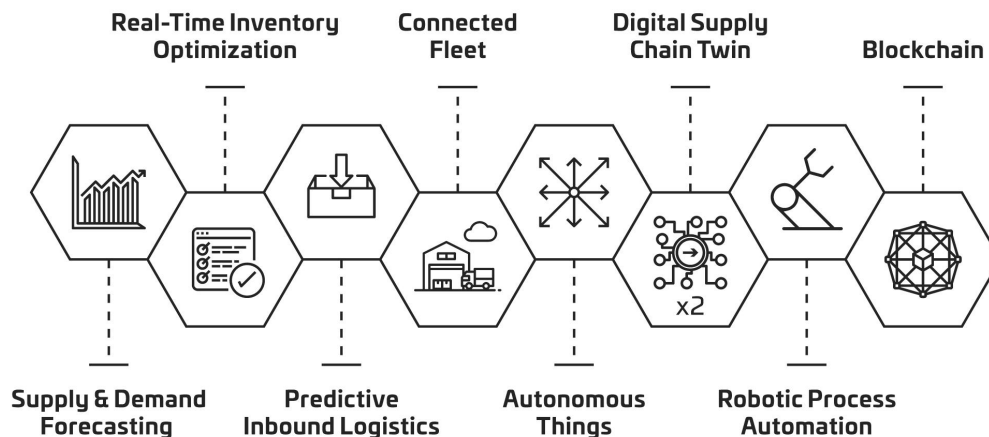 Real-Time Inventory
Optimization
Connected
Fleet
Digital Supply
Chain Twin
Blockchain
x2
Supply & Demand
Forecasting
Predictive
Inbound Logistics
Autonomous
Things
Robotic Process
Automation